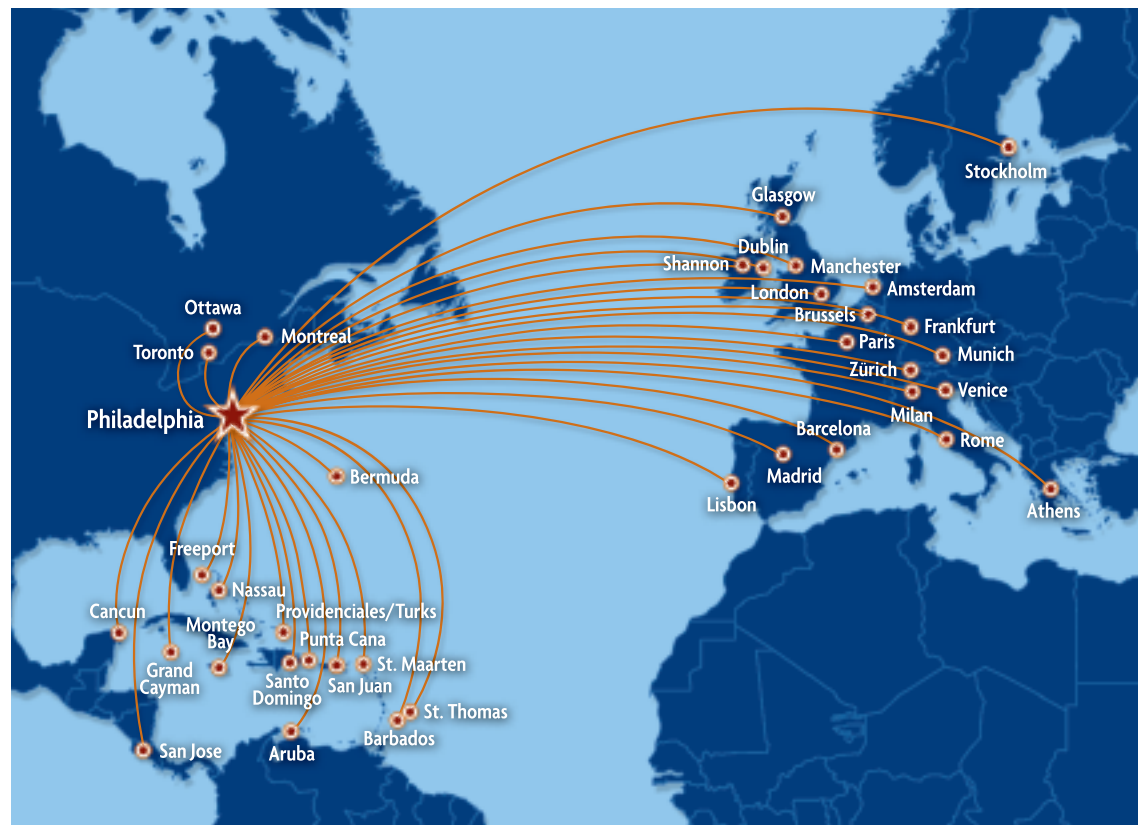 Stockholm
Glasgow
Dublin
Shannon
Manchester
London
Amsterdam
Ottawa
Brussels
Frankfurt
Montreal
Toronto
Paris
Munich
Zürich
Venice
Philadelphia
Milan
Barcelona
Rome
Bermuda
Madrid
Lisbon
Athens
Freeport
Nassau
Cancun
Providenciales/Turks
Montego
Bay
Punta Cana
Grand
Cayman
St. Maarten
Santo
Domingo
San Juan
St. Thomas
Barbados
San Jose
Aruba